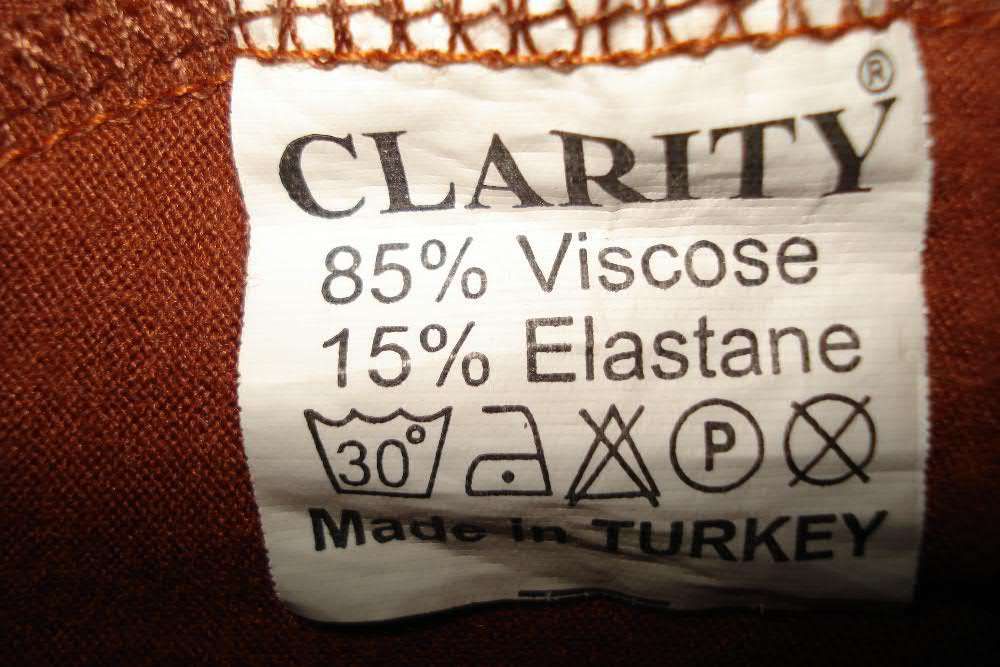 CLARITY®
85% Viscose
15% Elastane
30° P
Made in TURKEY